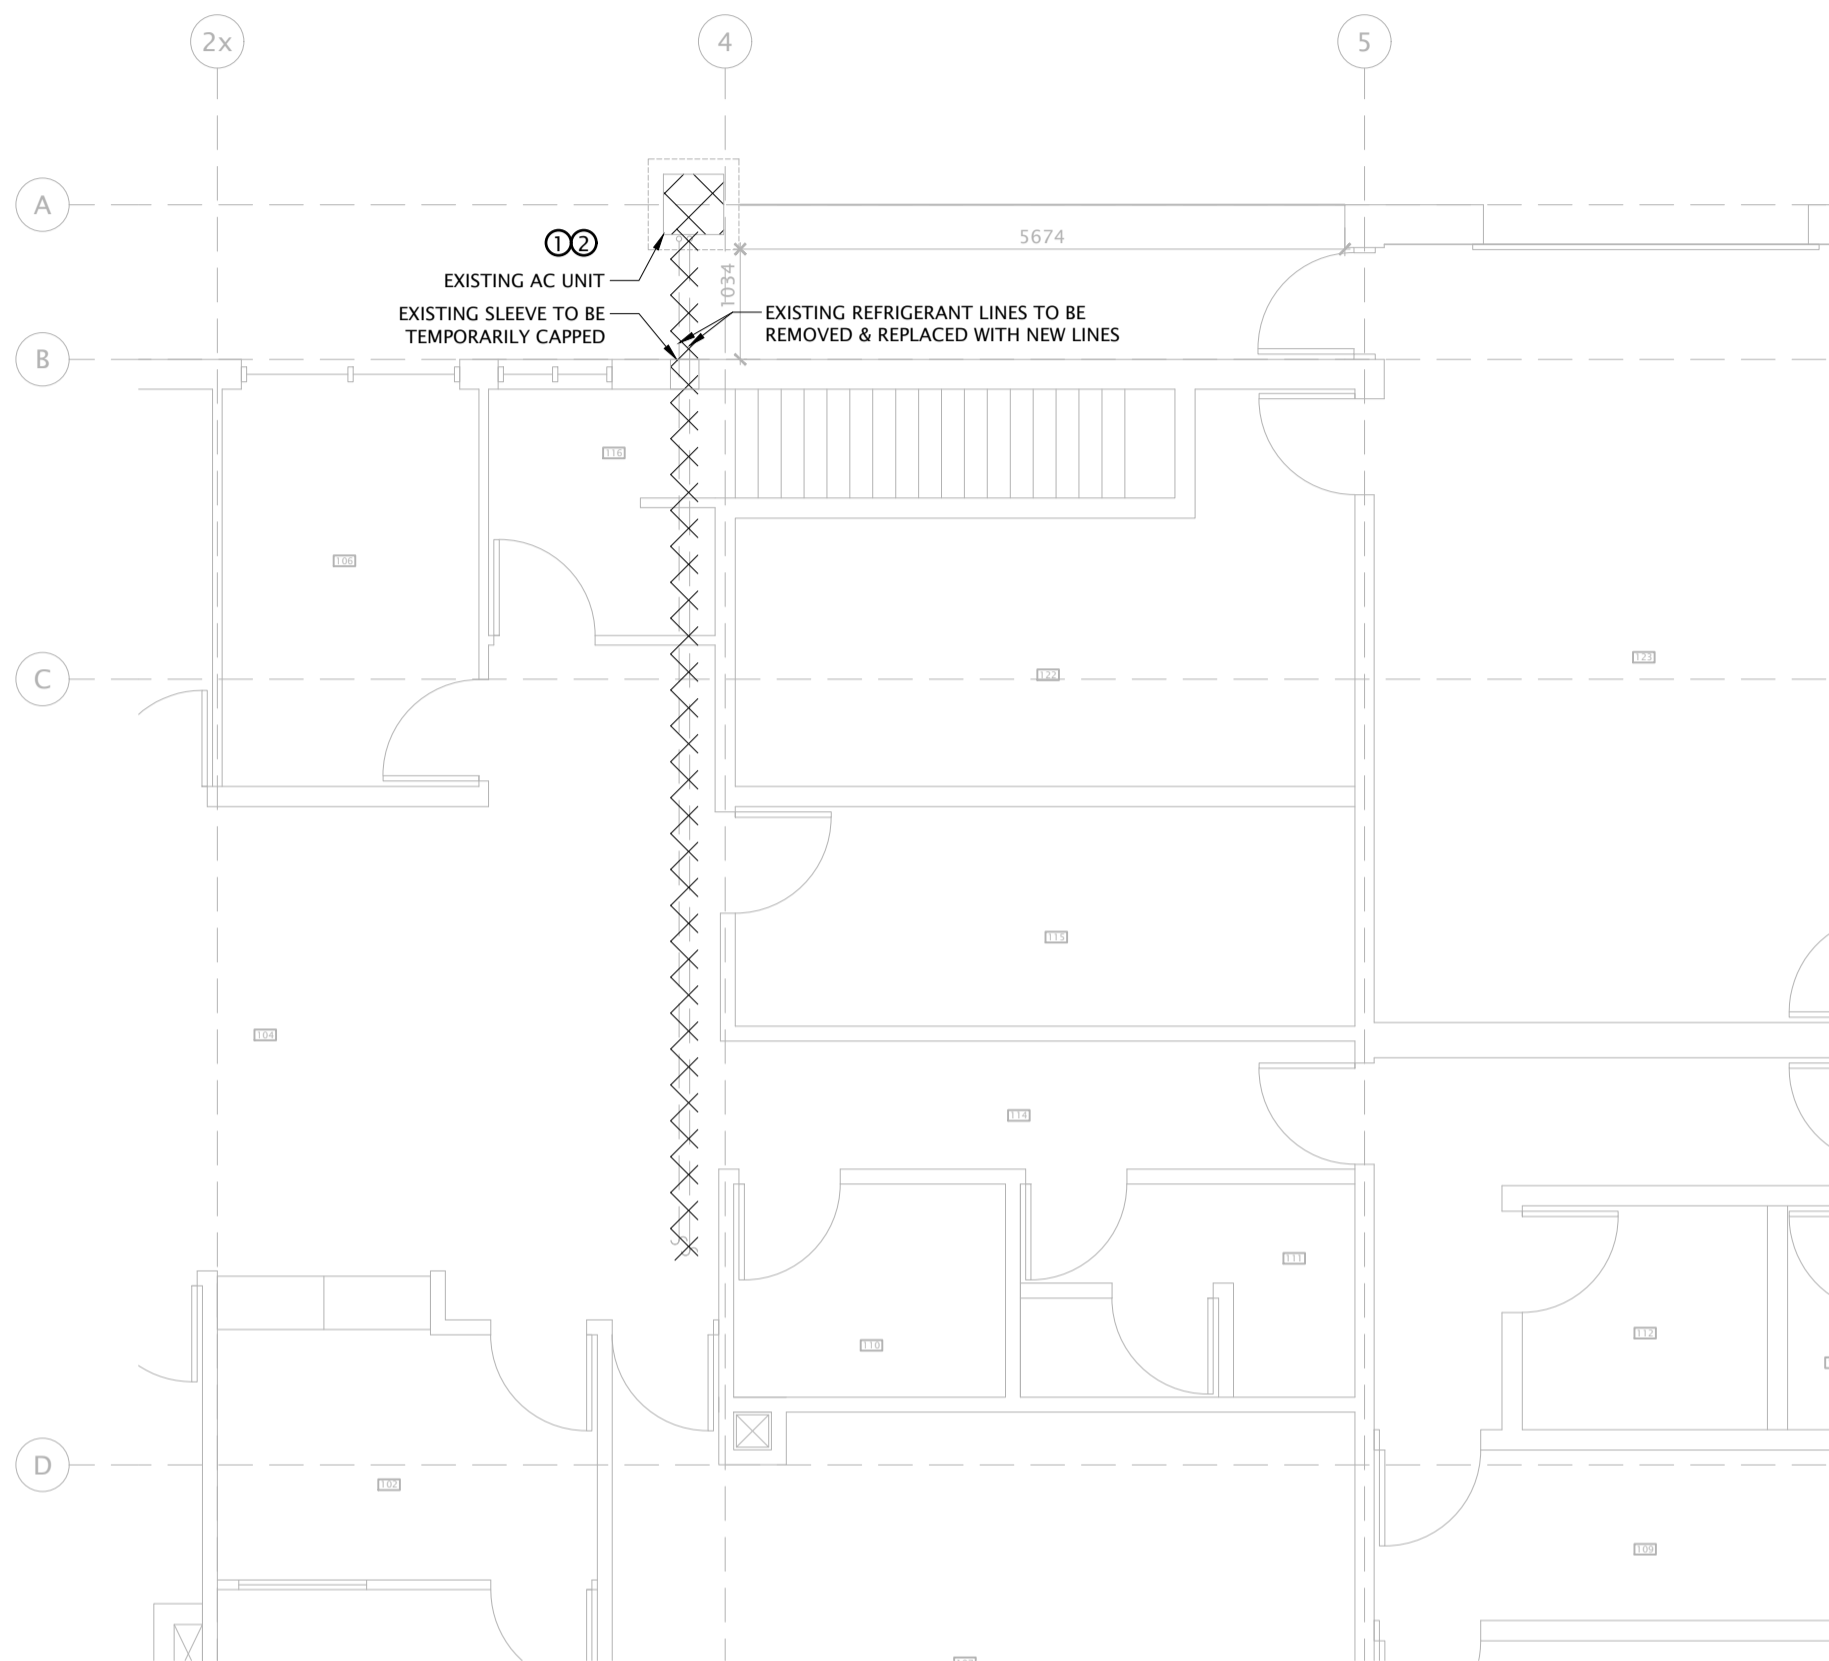 2x
4
5
A
5674
①②
EXISTING AC UNIT
1034
EXISTING SLEEVE TO BE
TEMPORARILY CAPPED
EXISTING REFRIGERANT LINES TO BE
REMOVED & REPLACED WITH NEW LINES
B
116
106
123
122
C
115
104
114
111
112
110
D
102
109